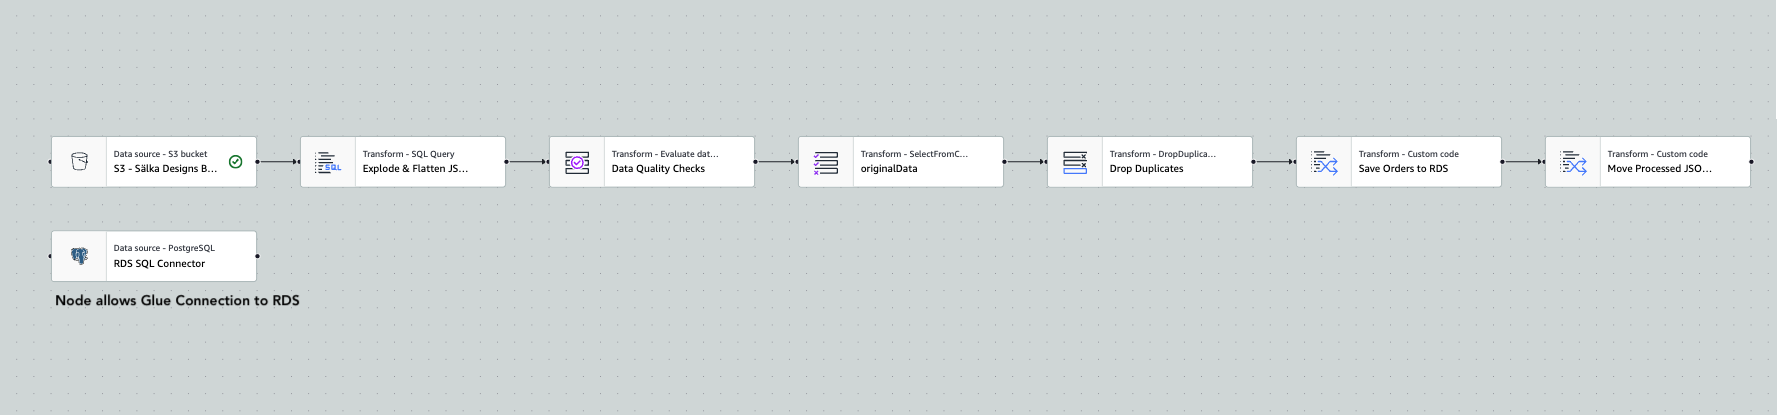 Data source - S3 bucket
S3 - Sälka Designs B...
Transform - SQL Query
Explode & Flatten JS...
SQL
Transform - Evaluate dat...
Data Quality Checks
Transform - SelectFromC...
originalData
Transform - DropDuplica...
Drop Duplicates
Transform - Custom code
Save Orders to RDS
Transform - Custom code
Move Processed JSO...
Data source - PostgreSQL
RDS SQL Connector
Node allows Glue Connection to RDS